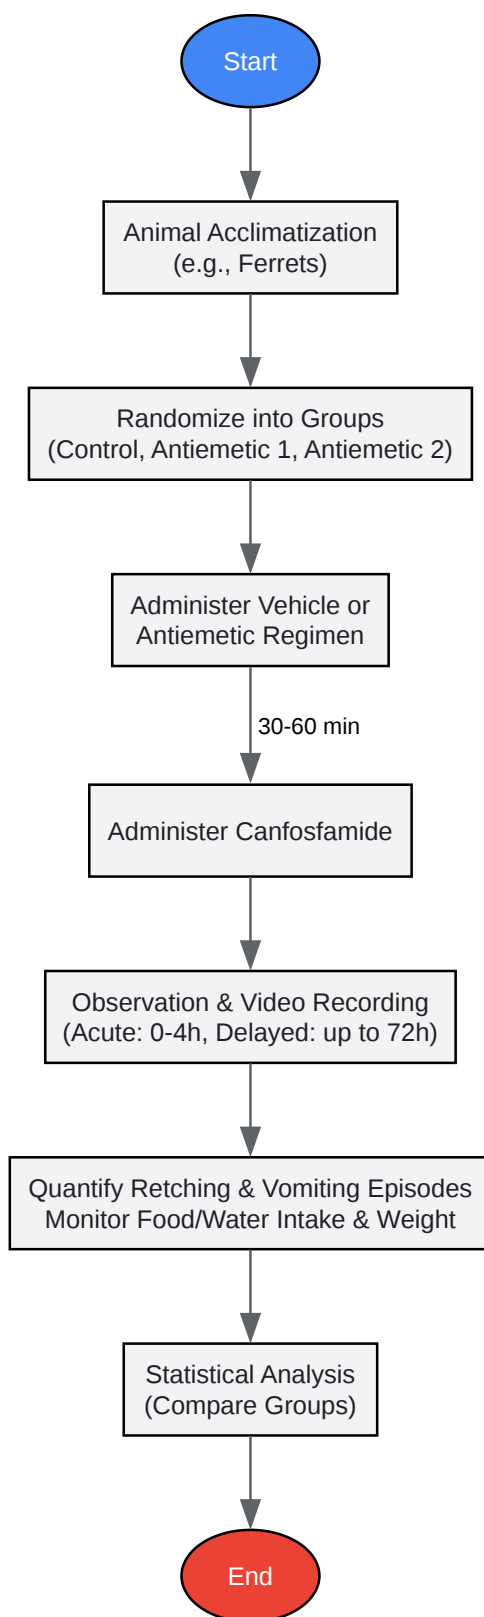 Start
Animal Acclimatization
(e.g., Ferrets)
Randomize into Groups
(Control, Antiemetic 1, Antiemetic 2)
Administer Vehicle or
Antiemetic Regimen
30-60 min
Administer Canfosfamide
Observation & Video Recording
(Acute: 0-4h, Delayed: up to 72h)
Quantify Retching & Vomiting Episodes
Monitor Food/Water Intake & Weight
Statistical Analysis
(Compare Groups)
End